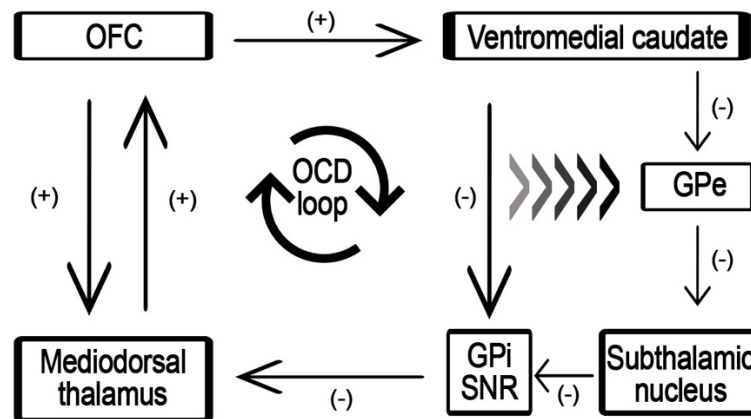 OFC
(+)
Ventromedial caudate
(-)
(+)
(+)
OCD
loop
(-)
GPe
(-)
Mediodorsal
thalamus
(-)
GPi
SNR
(-)
Subthalamic
nucleus